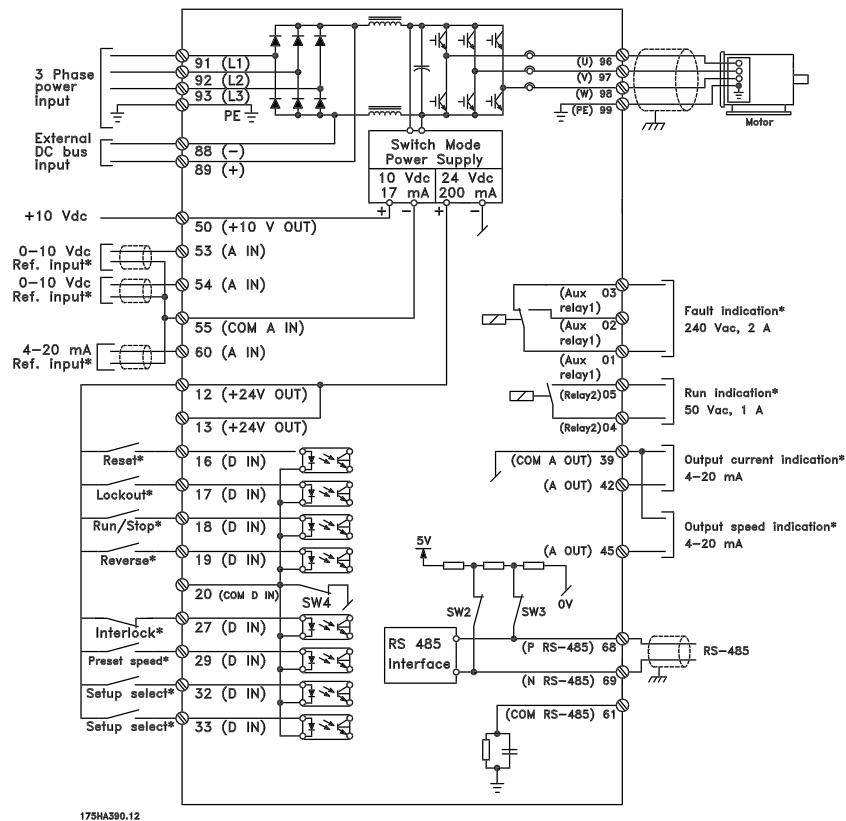 3 Phase
power
input
91 (L1)
92 (L2)
93 (L3)
PE
External
DC bus
input
88 (-)
89 (+)
Switch Mode
Power Supply
10 Vdc
17 mA
24 Vdc
200 mA
+ - + -
(U) 96
(V) 97
(W) 98
(PE) 99
Motor
+10 Vdc
50 (+10 V OUT)
0-10 Vdc
Ref. input*
53 (A IN)
0-10 Vdc
Ref. input*
54 (A IN)
55 (COM A IN)
4-20 mA
Ref. input*
60 (A IN)
12 (+24V OUT)
13 (+24V OUT)
(Aux 03
relay1)
(Aux 02
relay1)
(Aux 01
relay1)
Fault indication*
240 Vac, 2 A
(Relay2)05
(Relay2)04
Run indication*
50 Vac, 1 A
Reset*
16 (D IN)
Lockout*
17 (D IN)
Run/Stop*
18 (D IN)
Reverse*
19 (D IN)
20 (COM D IN)
SW4
Interlock*
27 (D IN)
Preset speed*
29 (D IN)
Setup select*
32 (D IN)
Setup select*
33 (D IN)
(COM A OUT) 39
(A OUT) 42
Output current indication*
4-20 mA
Output speed indication*
4-20 mA
(A OUT) 45
5V
0V
SW2
SW3
RS 485
Interface
(P RS-485) 68
(N RS-485) 69
RS-485
(COM RS-485) 61
175HA390.12